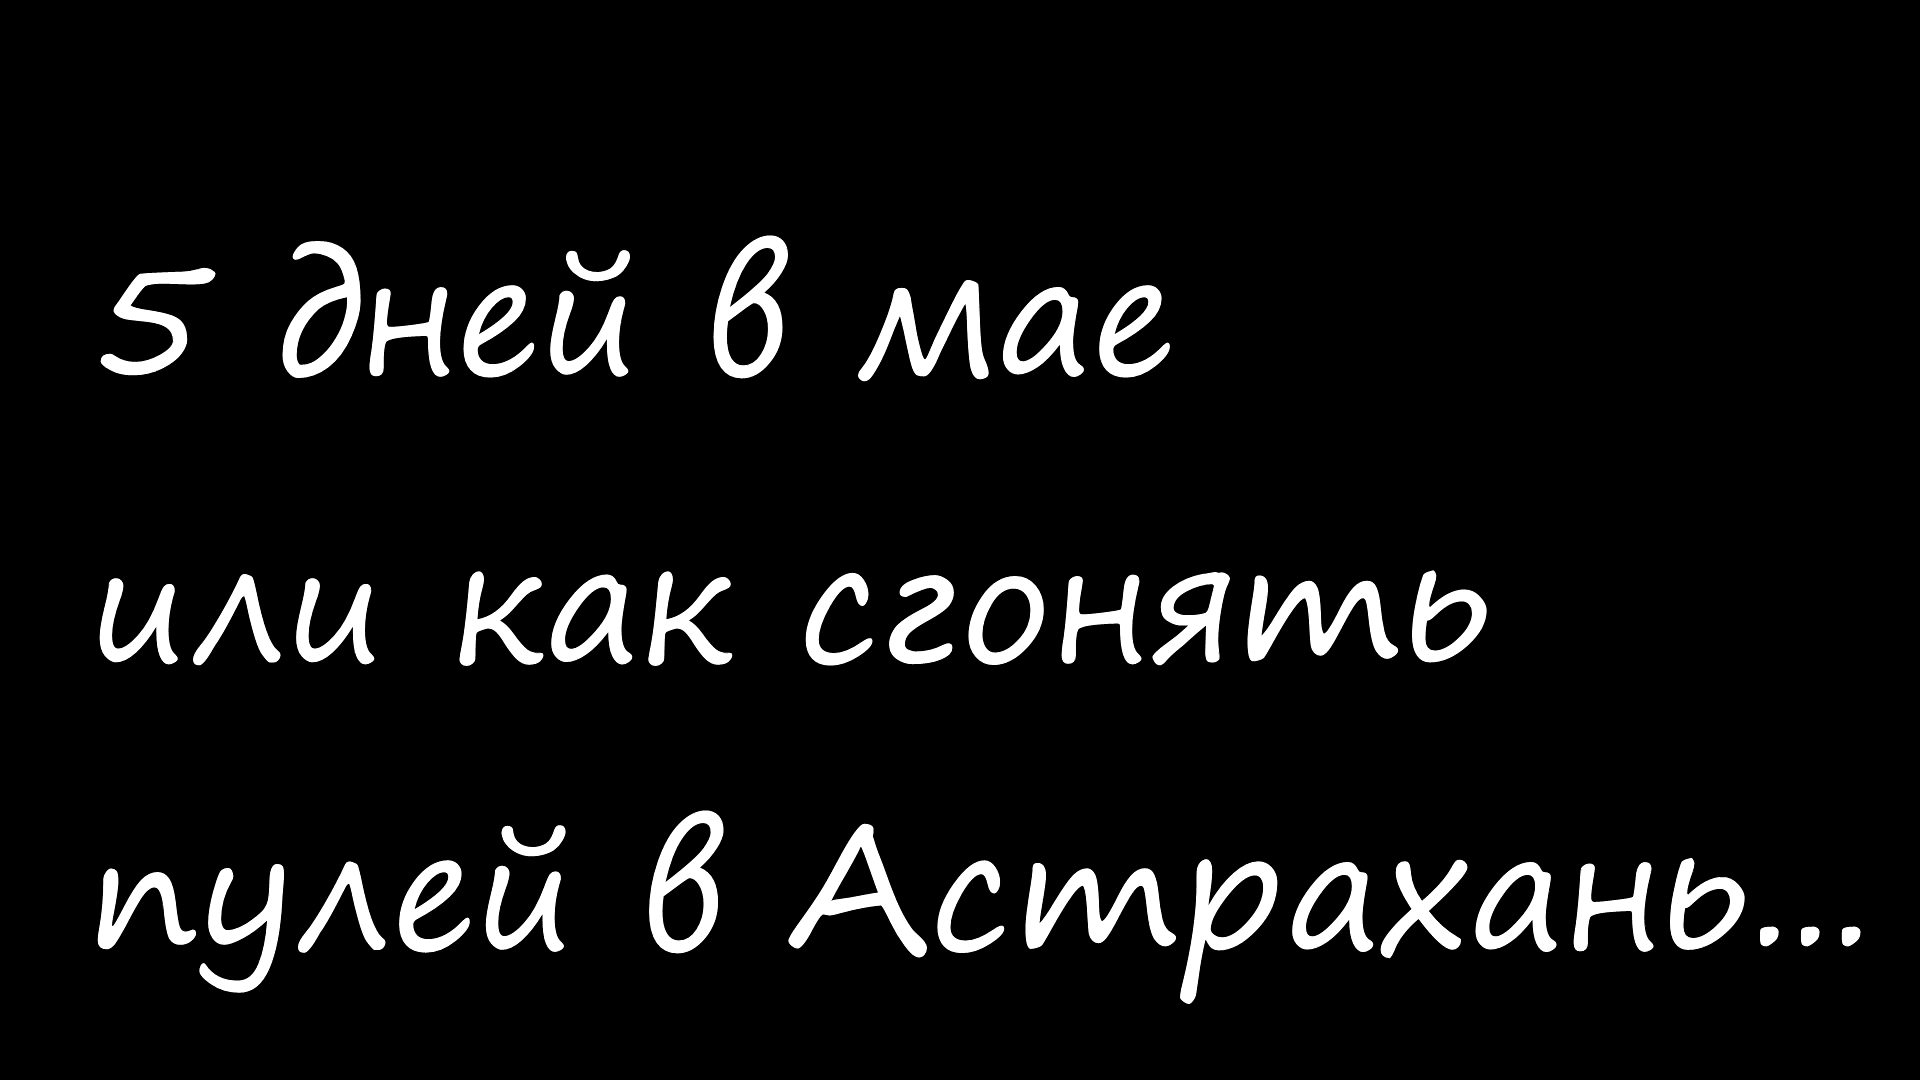 5 дней в мае
или как сгонять
пулей в Астрахань...